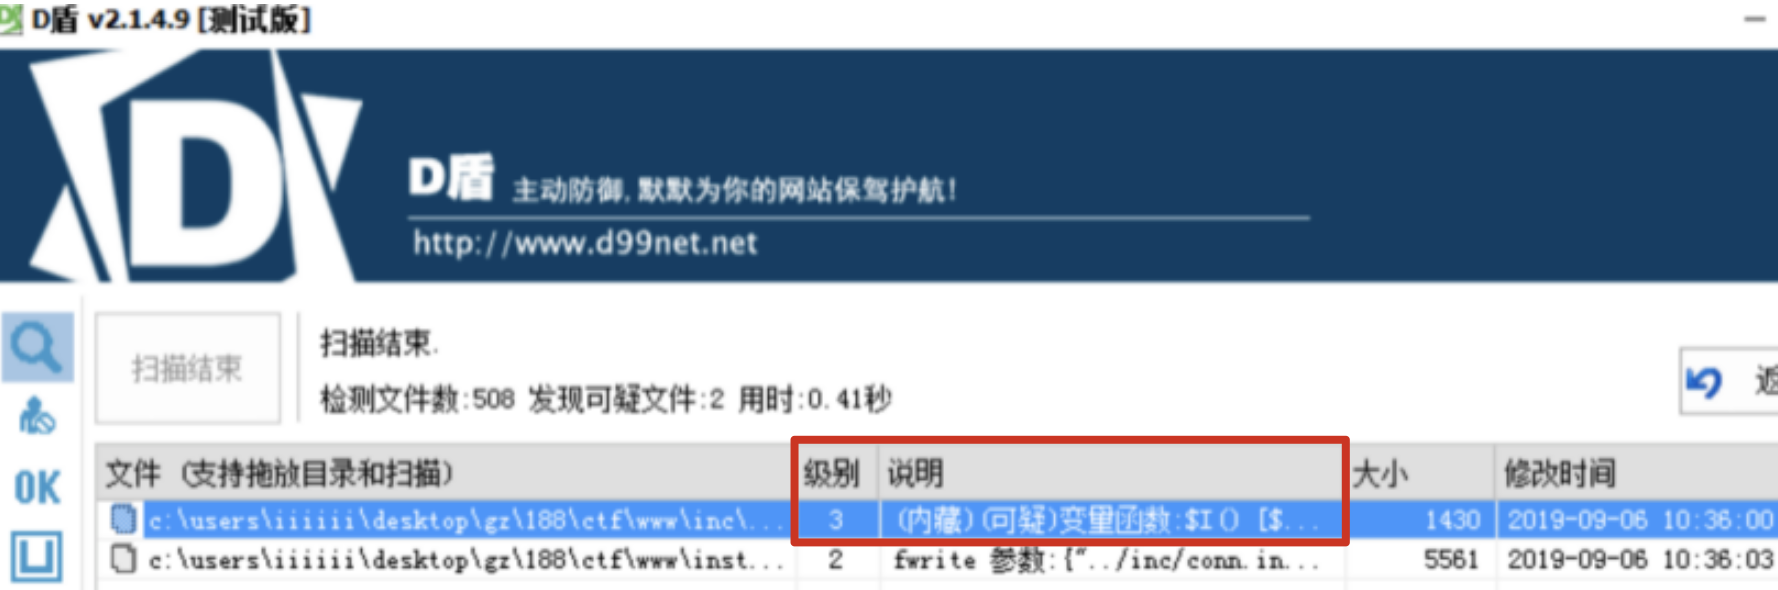 D盾 v2.1.4.9 [测试版]
D
D盾 主动防御,默默为你的网站保驾护航!
http://www.d99net.net
扫描结束
扫描结束.
检测文件数:508 发现可疑文件:2 用时:0.41秒
OK
文件 (支持拖放目录和扫描) 级别 说明 大小 修改时间
c:\users\iiiiii\desktop\gz\188\ctf\www\inc\... 3 (内藏)(可疑)变量函数:$I() [$... 1430 2019-09-06 10:36:00
c:\users\iiiiii\desktop\gz\188\ctf\www\inst... 2 fwrite 参数:{"../inc/conn.in... 5561 2019-09-06 10:36:03